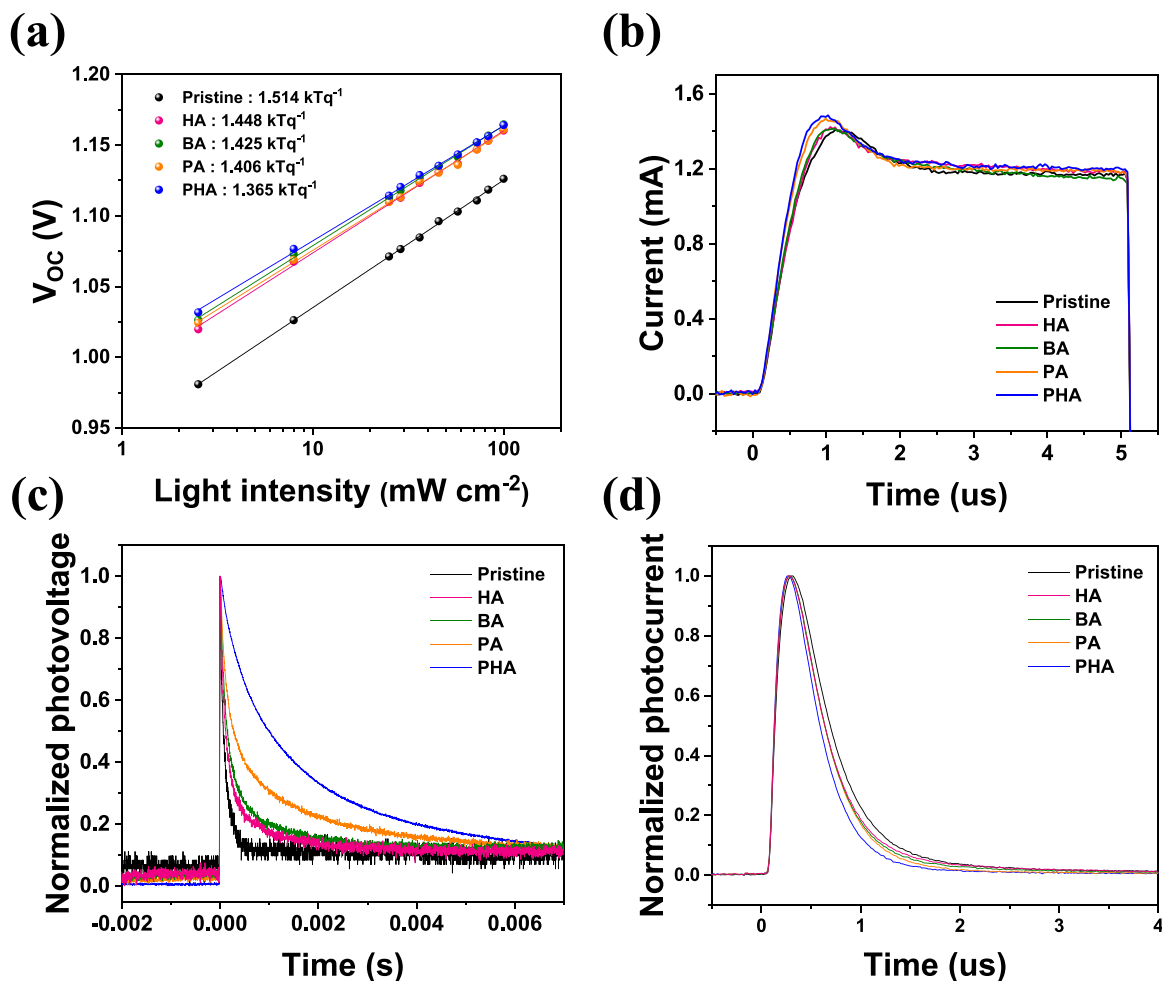 (a)
1.20
1.15
1.10
1.05
1.00
0.95
V_OC (V)
Pristine : 1.514 kTq⁻¹
HA : 1.448 kTq⁻¹
BA : 1.425 kTq⁻¹
PA : 1.406 kTq⁻¹
PHA : 1.365 kTq⁻¹
1 10 100
Light intensity (mW cm⁻²)
(b)
1.6
1.2
0.8
0.4
0.0
Current (mA)
Pristine
HA
BA
PA
PHA
0 1 2 3 4 5
Time (us)
(c)
1.0
0.8
0.6
0.4
0.2
0.0
Normalized photovoltage
Pristine
HA
BA
PA
PHA
-0.002 0.000 0.002 0.004 0.006
Time (s)
(d)
1.0
0.8
0.6
0.4
0.2
0.0
Normalized photocurrent
Pristine
HA
BA
PA
PHA
0 1 2 3 4
Time (us)